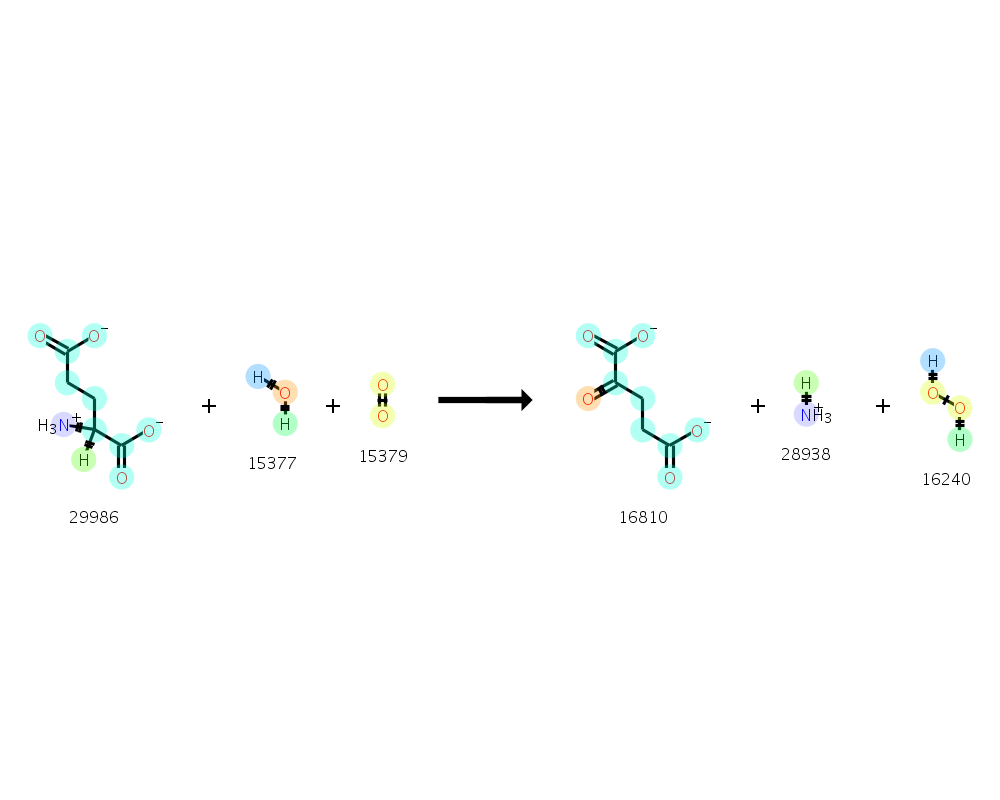 O O− H3N+ H O− O
29986
+
H O H
15377
+
O O
15379
O O− O O− O
16810
+
H NH3+
28938
+
H O O H
16240